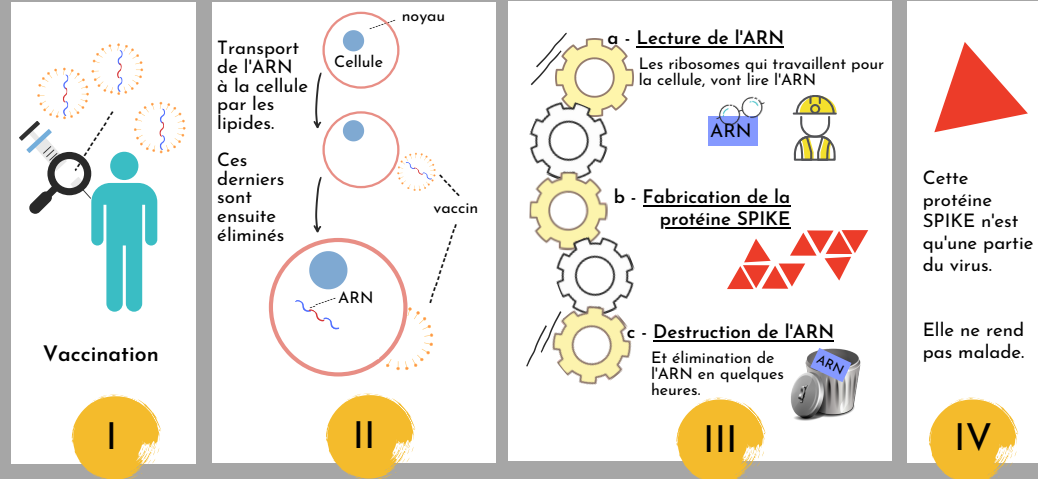 Vaccination
I
noyau
Cellule
Transport
de l'ARN
à la cellule
par les
lipides.
Ces
derniers
sont
ensuite
éliminés
vaccin
ARN
II
a - Lecture de l'ARN
Les ribosomes qui travaillent pour
la cellule, vont lire l'ARN
ARN
b - Fabrication de la
protéine SPIKE
c - Destruction de l'ARN
Et élimination de
l'ARN en quelques
heures.
ARN
III
Cette
protéine
SPIKE n'est
qu'une partie
du virus.
Elle ne rend
pas malade.
IV